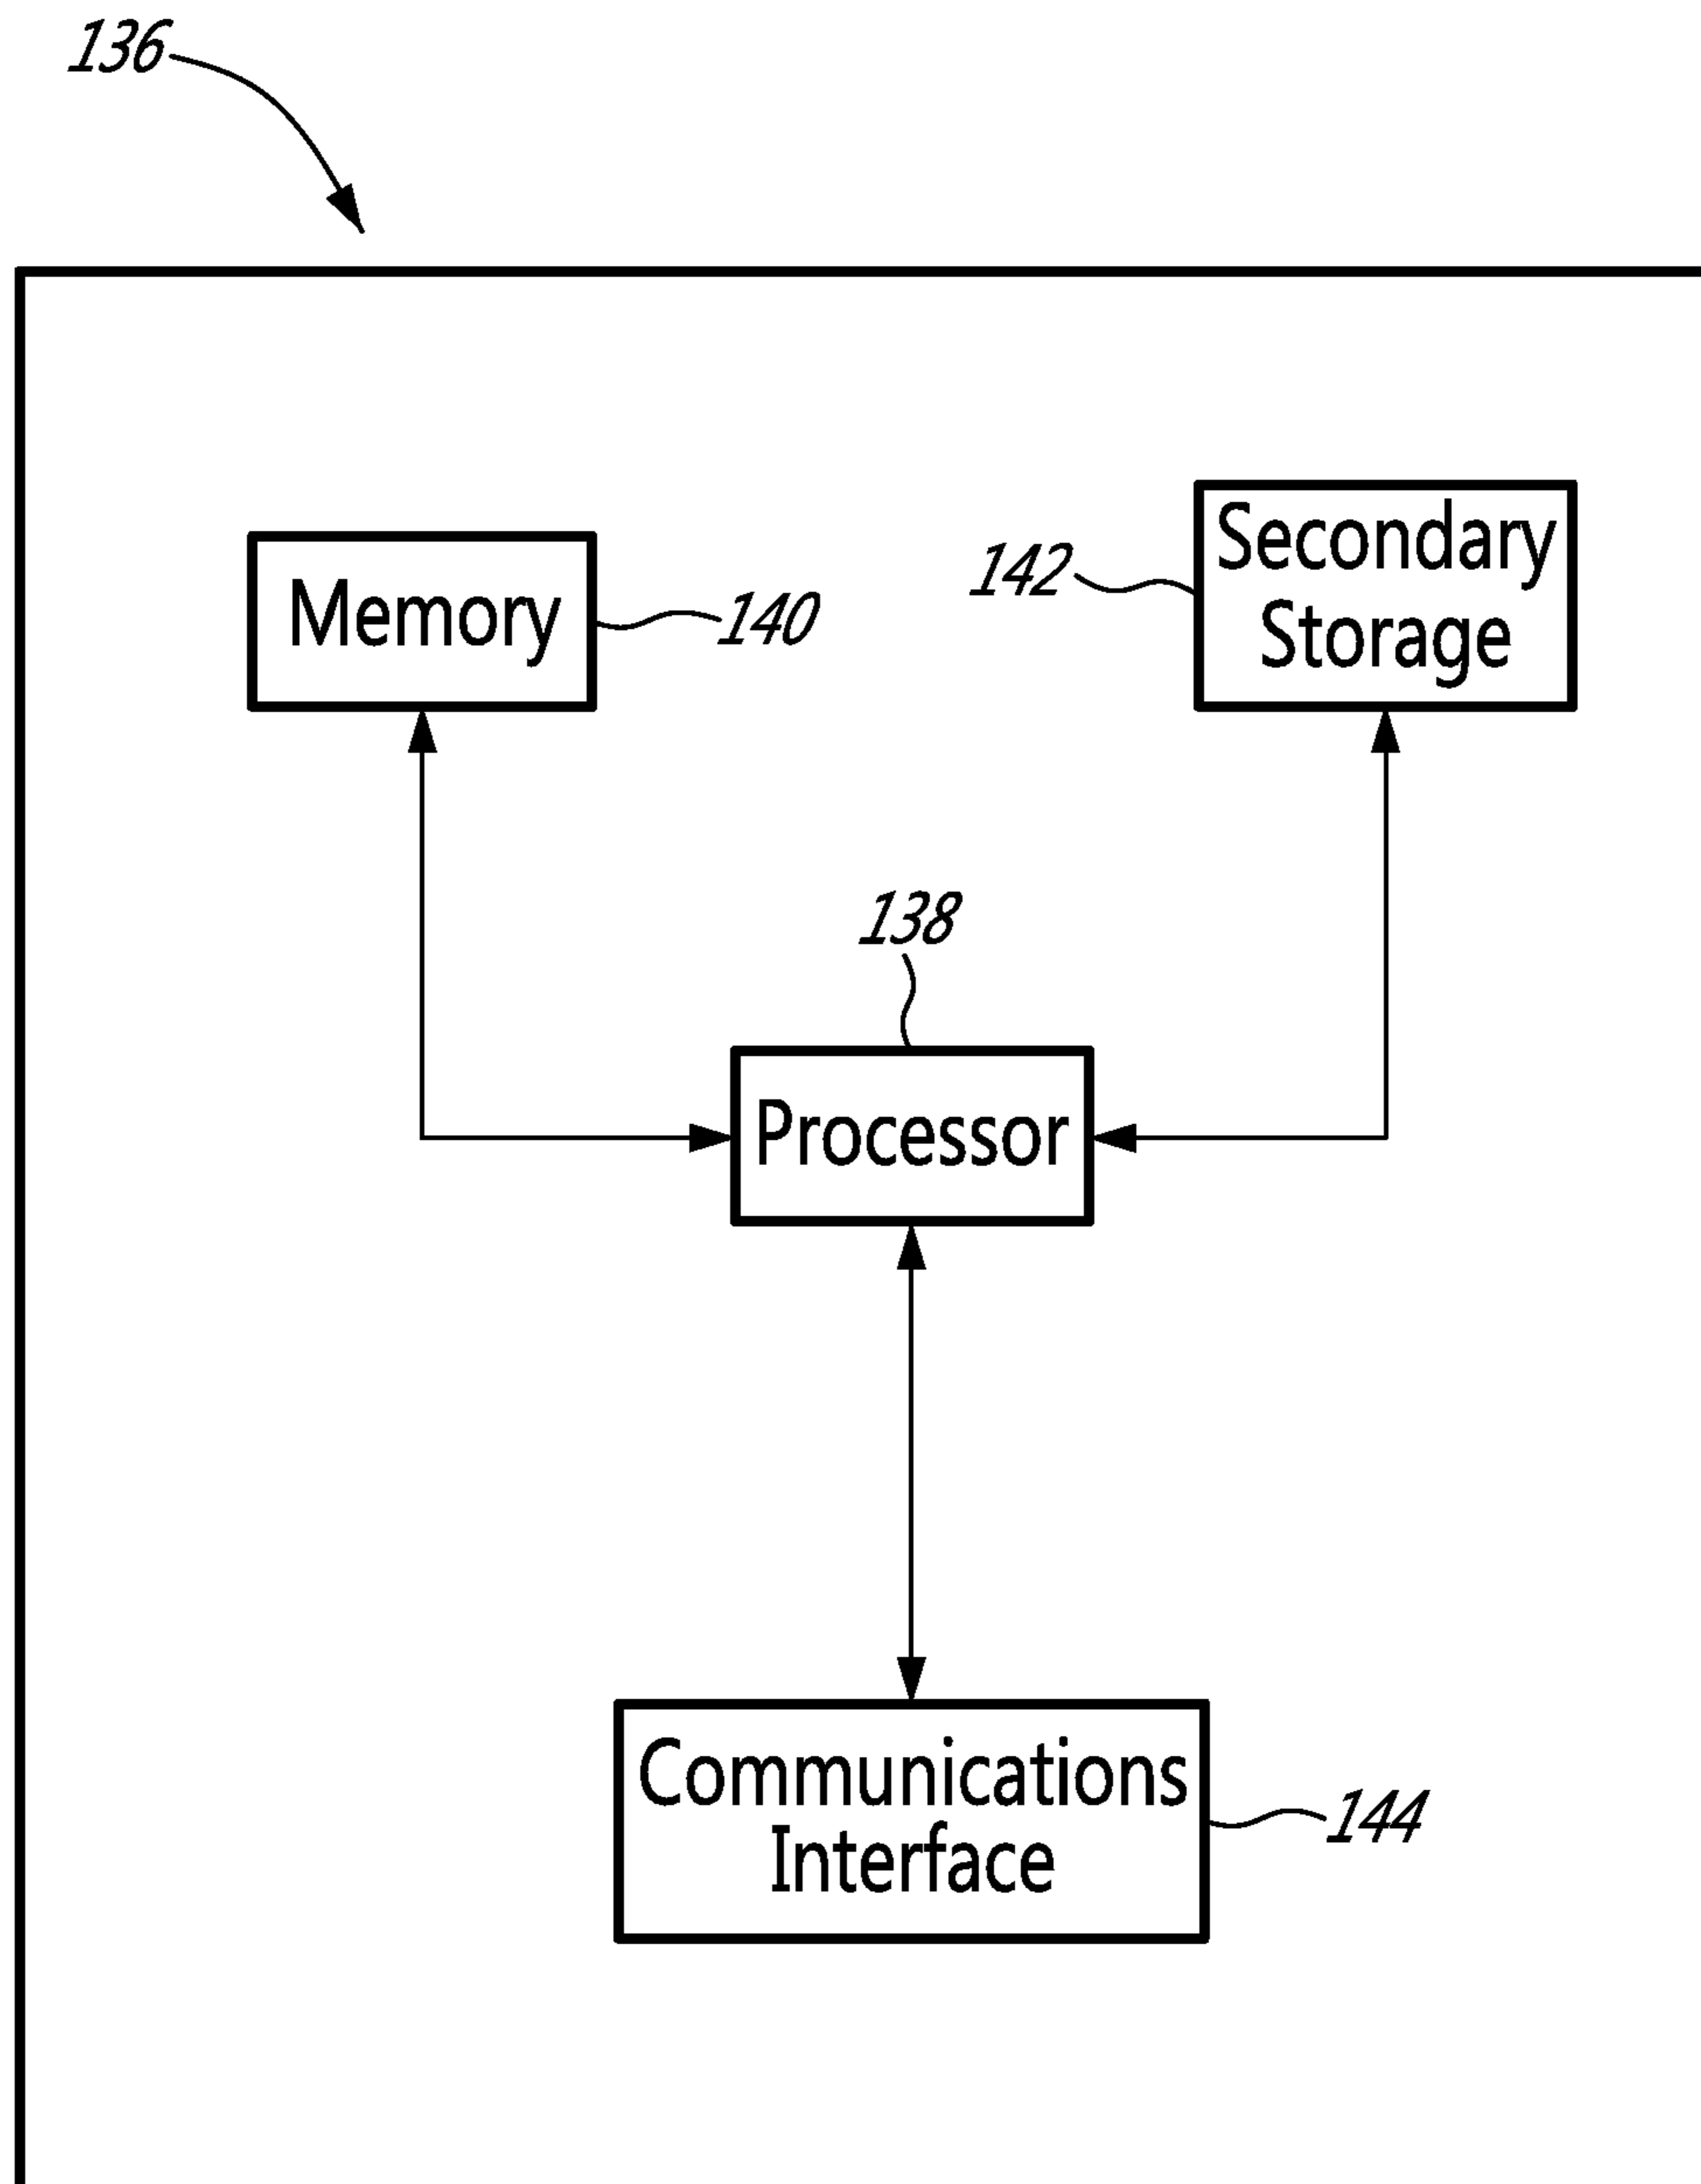 136
Memory
140
142
Secondary
Storage
138
Processor
Communications
Interface
144